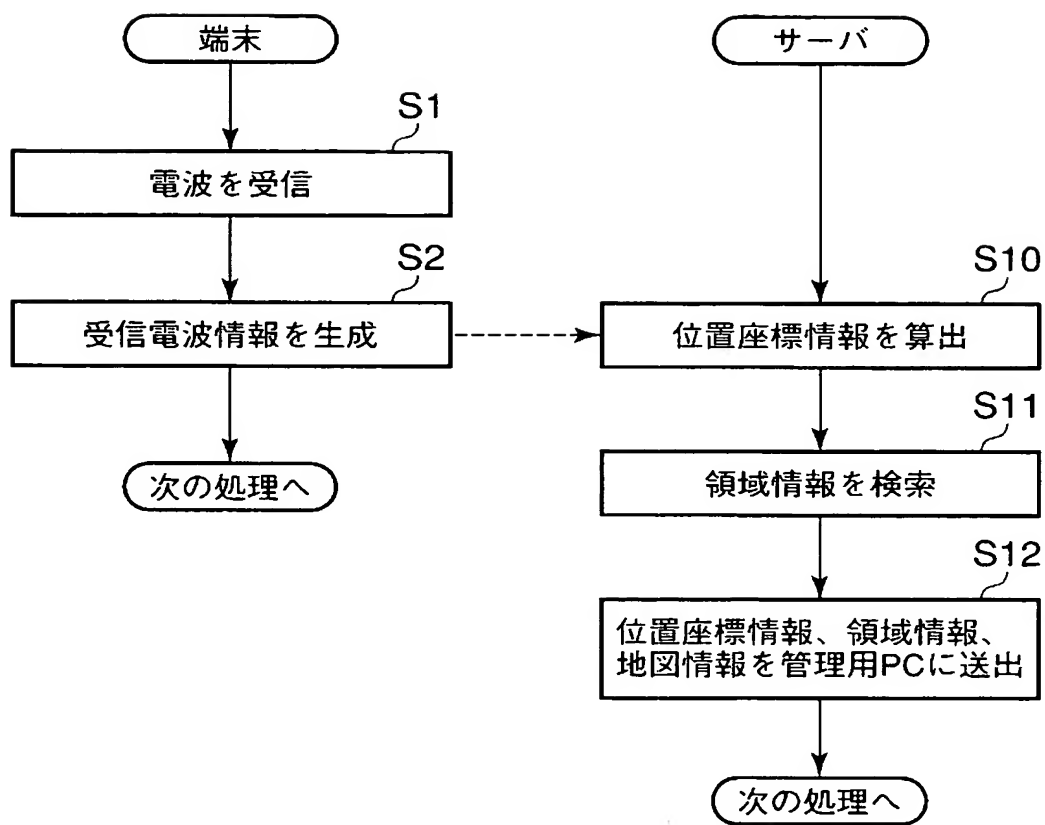 端末
S1
電波を受信
S2
受信電波情報を生成
次の処理へ
サーバ
S10
位置座標情報を算出
S11
領域情報を検索
S12
位置座標情報、領域情報、
地図情報を管理用PCに送出
次の処理へ